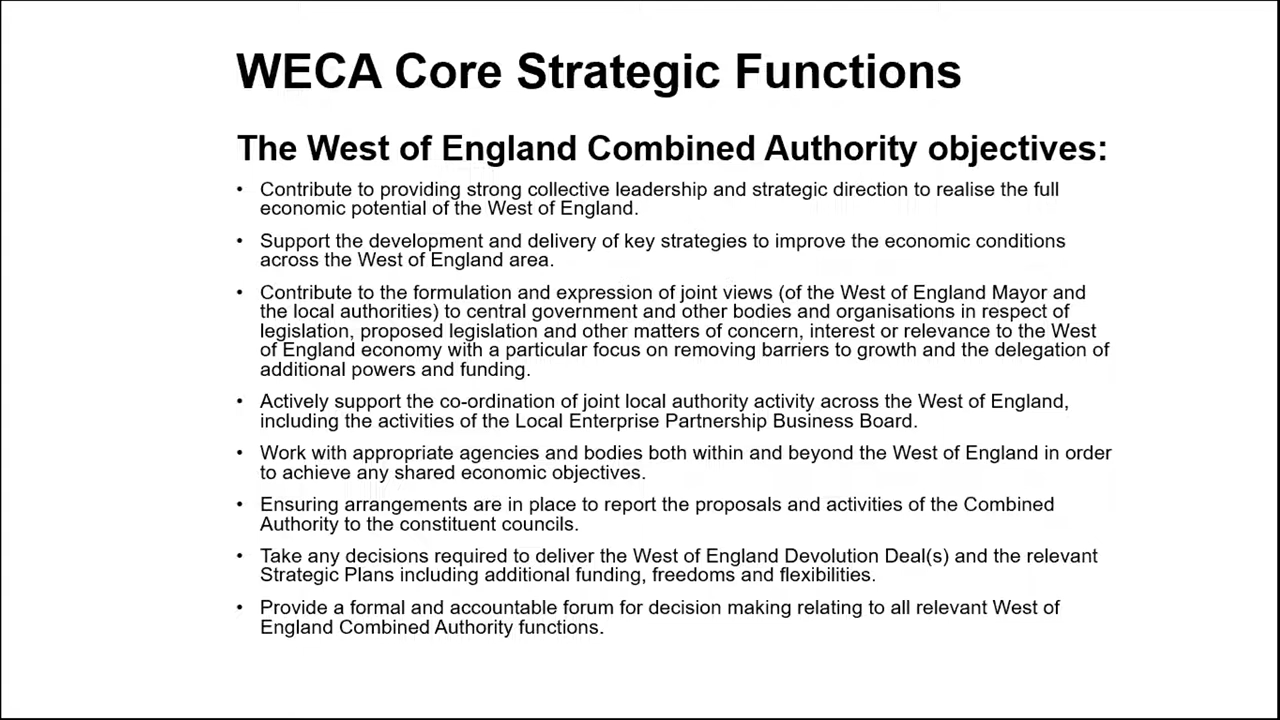 WECA Core Strategic Functions
The West of England Combined Authority objectives:
• Contribute to providing strong collective leadership and strategic direction to realise the full
economic potential of the West of England.
• Support the development and delivery of key strategies to improve the economic conditions
across the West of England area.
• Contribute to the formulation and expression of joint views (of the West of England Mayor and
the local authorities) to central government and other bodies and organisations in respect of
legislation, proposed legislation and other matters of concern, interest or relevance to the West
of England economy with a particular focus on removing barriers to growth and the delegation of
additional powers and funding.
• Actively support the co-ordination of joint local authority activity across the West of England,
including the activities of the Local Enterprise Partnership Business Board.
• Work with appropriate agencies and bodies both within and beyond the West of England in order
to achieve any shared economic objectives.
• Ensuring arrangements are in place to report the proposals and activities of the Combined
Authority to the constituent councils.
• Take any decisions required to deliver the West of England Devolution Deal(s) and the relevant
Strategic Plans including additional funding, freedoms and flexibilities.
• Provide a formal and accountable forum for decision making relating to all relevant West of
England Combined Authority functions.